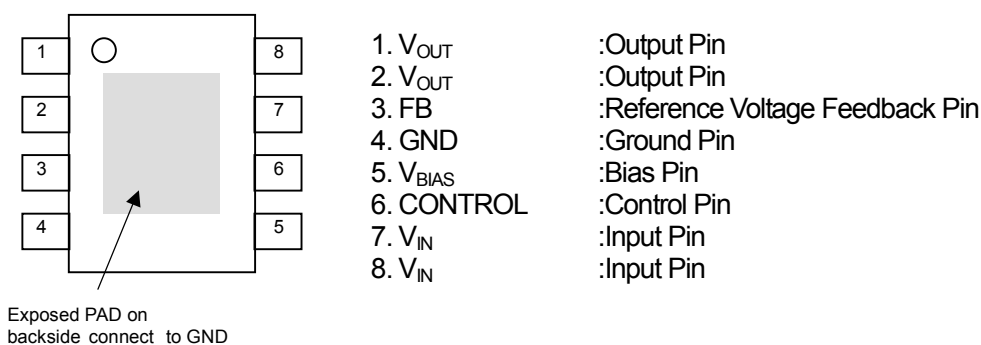 1
2
3
4
8
7
6
5
Exposed PAD on
backside connect to GND
1. VOUT :Output Pin
2. VOUT :Output Pin
3. FB :Reference Voltage Feedback Pin
4. GND :Ground Pin
5. VBIAS :Bias Pin
6. CONTROL :Control Pin
7. VIN :Input Pin
8. VIN :Input Pin